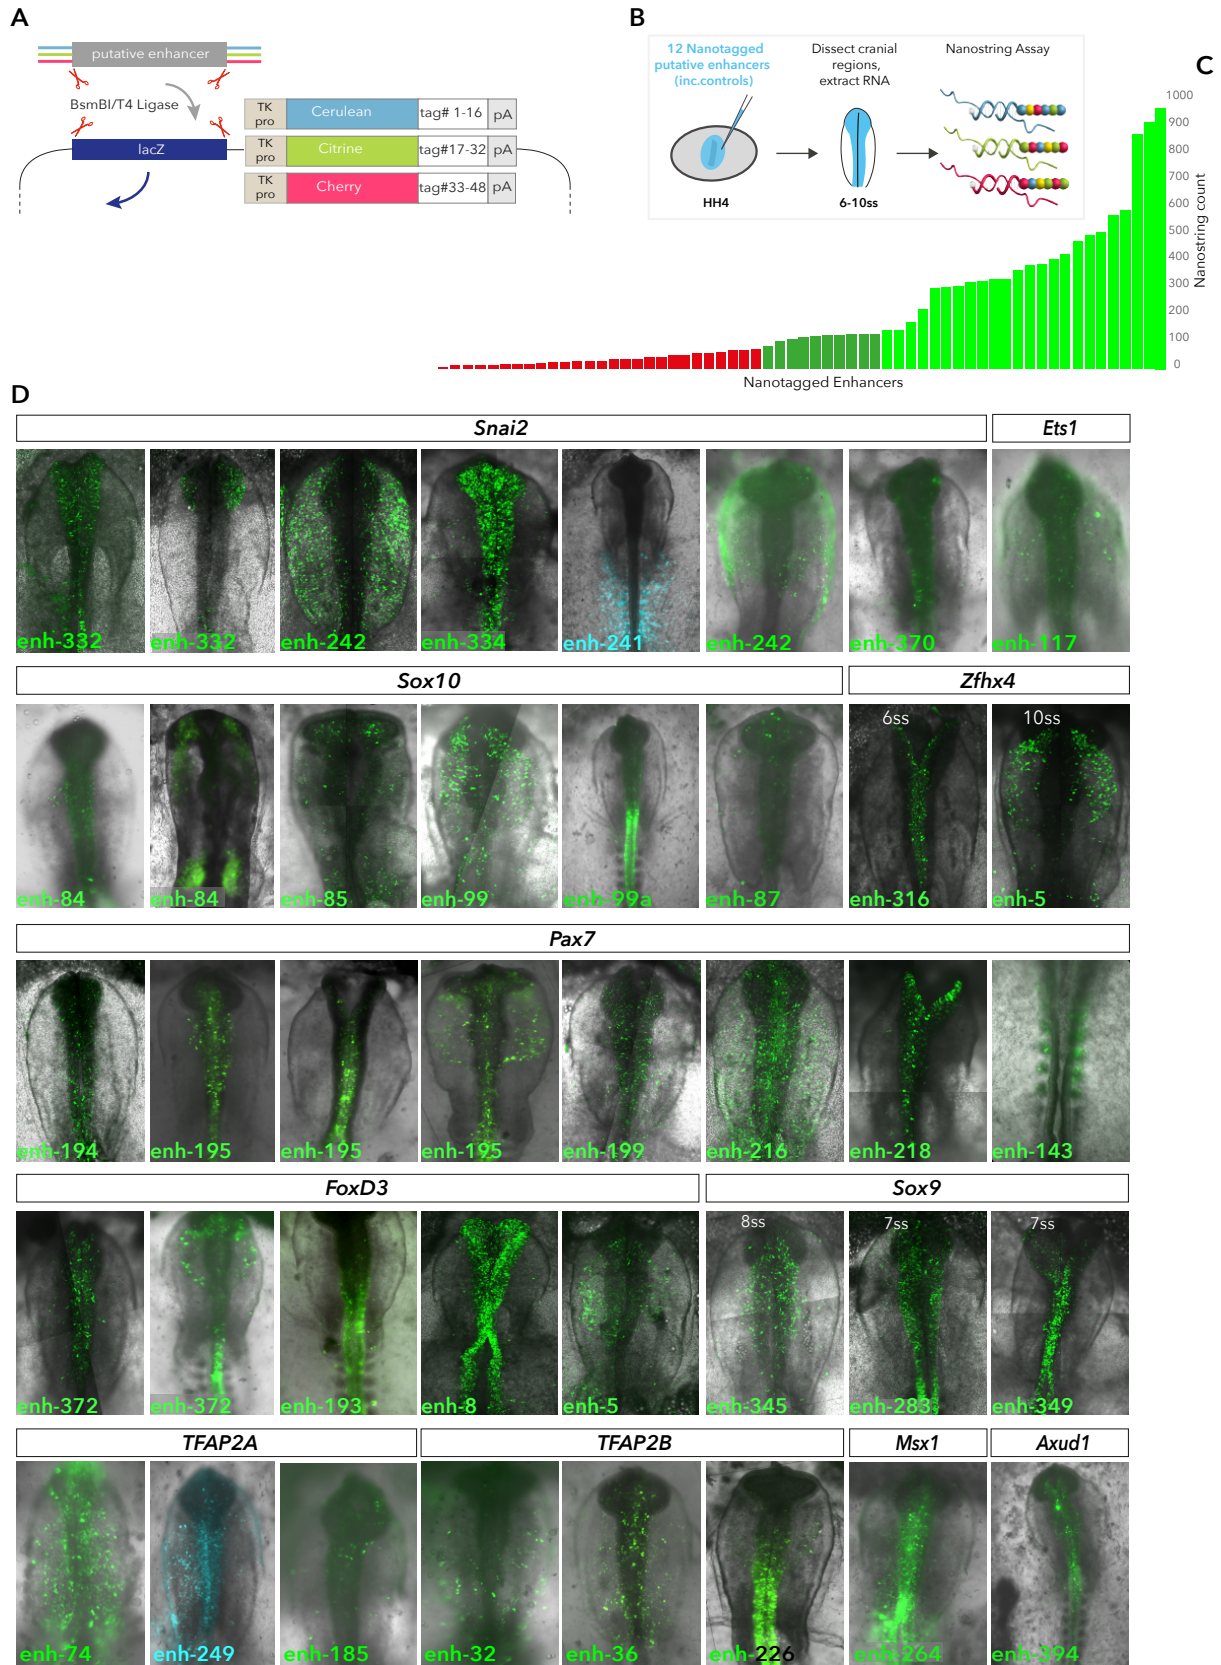 A
putative enhancer
BsmBI/T4 Ligase
lacZ
TK pro
Cerulean
tag# 1-16
pA
TK pro
Citrine
tag#17-32
pA
TK pro
Cherry
tag#33-48
pA
B
12 Nanotagged
putative enhancers
(inc.controls)
HH4
Dissect cranial
regions,
extract RNA
6-10ss
Nanostring Assay
C
1000
900
800
700
600
500
400
300
200
100
0
Nanostring count
Nanotagged Enhancers
D
Snai2
Ets1
enh-332
enh-332
enh-242
enh-334
enh-241
enh-242
enh-370
enh-117
Sox10
Zfhx4
6ss
10ss
enh-84
enh-84
enh-85
enh-99
enh-99a
enh-87
enh-316
enh-5
Pax7
enh-194
enh-195
enh-195
enh-195
enh-199
enh-216
enh-218
enh-143
FoxD3
Sox9
8ss
7ss
7ss
enh-372
enh-372
enh-193
enh-8
enh-5
enh-345
enh-283
enh-349
TFAP2A
TFAP2B
Msx1
Axud1
enh-74
enh-249
enh-185
enh-32
enh-36
enh-226
enh-264
enh-394